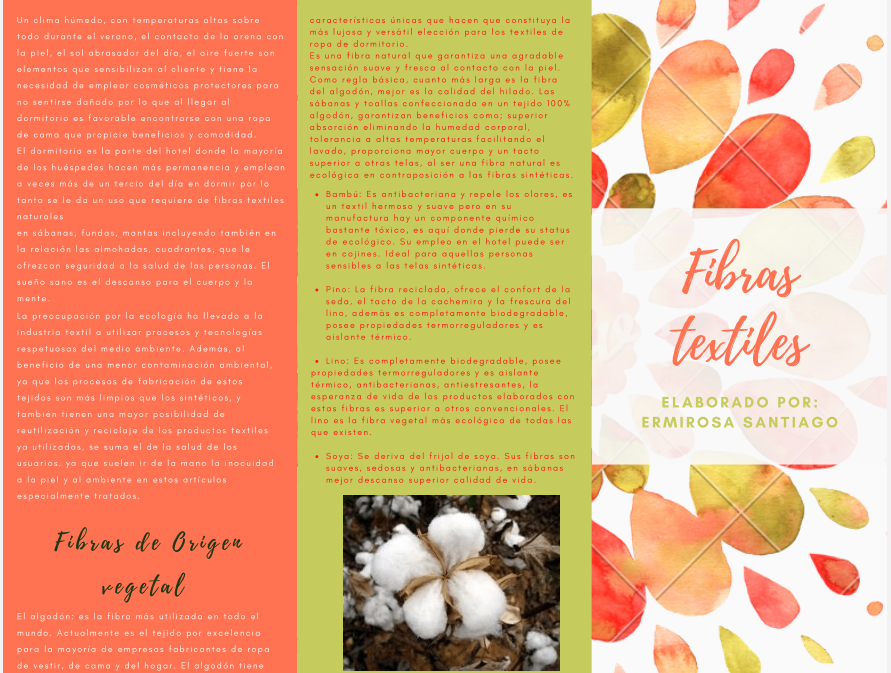 Un clima húmedo, con temperaturas altas sobre
todo durante el verano, el contacto de la arena con
la piel, el sol abrasador del día, el aire fuerte son
elementos que sensibilizan al cliente y tiene la
necesidad de emplear cosméticos protectores para
no sentirse dañado por lo que al llegar al
dormitorio es favorable encontrarse con una ropa
de cama que propicie beneficios y comodidad.
El dormitorio es la parte del hotel donde la mayoría
de los huéspedes hacen más permanencia y emplean
a veces más de un tercio del día en dormir por lo
tanto se le da un uso que requiere de fibras textiles
naturales
en sábanas, fundas, mantas incluyendo también en
la relación las almohadas, cuadrantes, que le
ofrezcan seguridad a la salud de las personas. El
sueño sano es el descanso para el cuerpo y la
mente.
La preocupación por la ecología ha llevado a la
industria textil a utilizar procesos y tecnologías
respetuosas del medio ambiente. Además, al
beneficio de una menor contaminación ambiental,
ya que los procesos de fabricación de estos
tejidos son más limpios que los sintéticos, y
también tienen una mayor posibilidad de
reutilización y reciclaje de los productos textiles
ya utilizados, se suma el de la salud de los
usuarios, ya que suelen ir de la mano la inocuidad
a la piel y al ambiente en estos artículos
especialmente tratados.
Fibras de Origen
vegetal
El algodón: es la fibra más utilizada en todo el
mundo. Actualmente es el tejido por excelencia
para la mayoría de empresas fabricantes de ropa
de vestir, de cama y del hogar. El algodón tiene
características únicas que hacen que constituya la
más lujosa y versátil elección para los textiles de
ropa de dormitorio.
Es una fibra natural que garantiza una agradable
sensación suave y fresca al contacto con la piel.
Como regla básica, cuanto más larga es la fibra
del algodón, mejor es la calidad del hilado. Las
sábanas y toallas confeccionada en un tejido 100%
algodón, garantizan beneficios como; superior
absorción eliminando la humedad corporal,
tolerancia a altas temperaturas facilitando el
lavado, proporciona mayor cuerpo y un tacto
superior a otras telas, al ser una fibra natural es
ecológica en contraposición a las fibras sintéticas.
• Bambú: Es antibacteriana y repele los olores, es
un textil hermoso y suave pero en su
manufactura hay un componente químico
bastante tóxico, es aquí donde pierde su status
de ecológico. Su empleo en el hotel puede ser
en cojines. Ideal para aquellas personas
sensibles a las telas sintéticas.
• Pino: La fibra reciclada, ofrece el confort de la
seda, el tacto de la cachemira y la frescura del
lino, además es completamente biodegradable,
posee propiedades termorreguladores y es
aislante térmico.
• Lino: Es completamente biodegradable, posee
propiedades termorreguladores y es aislante
térmico, antibacterianas, antiestresantes, la
esperanza de vida de los productos elaborados con
estas fibras es superior a otros convencionales. El
lino es la fibra vegetal más ecológica de todas las
que existen.
• Soya: Se deriva del frijol de soya. Sus fibras son
suaves, sedosas y antibacterianas, en sábanas
mejor descanso superior calidad de vida.
Fibras
textiles
ELABORADO POR:
ERMIROSA SANTIAGO